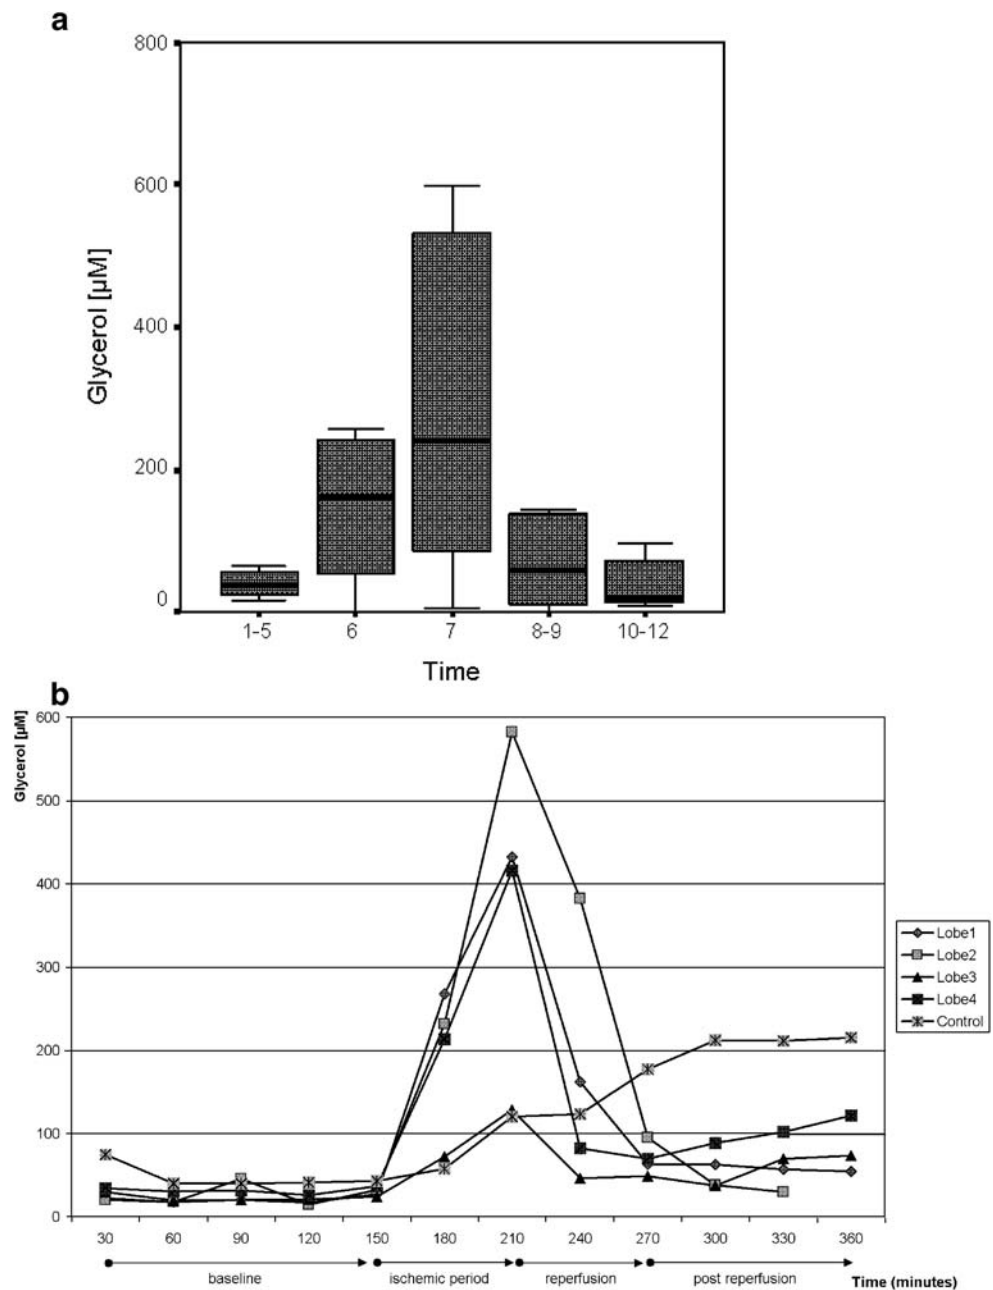 a
800
600
400
200
0
Glycerol [µM]
1-5 6 7 8-9 10-12
Time
b
Glycerol [µM]
600
500
400
300
200
100
0
30 60 90 120 150 180 210 240 270 300 330 360
baseline ischemic period reperfusion post reperfusion Time (minutes)
Lobe1
Lobe2
Lobe3
Lobe4
Control